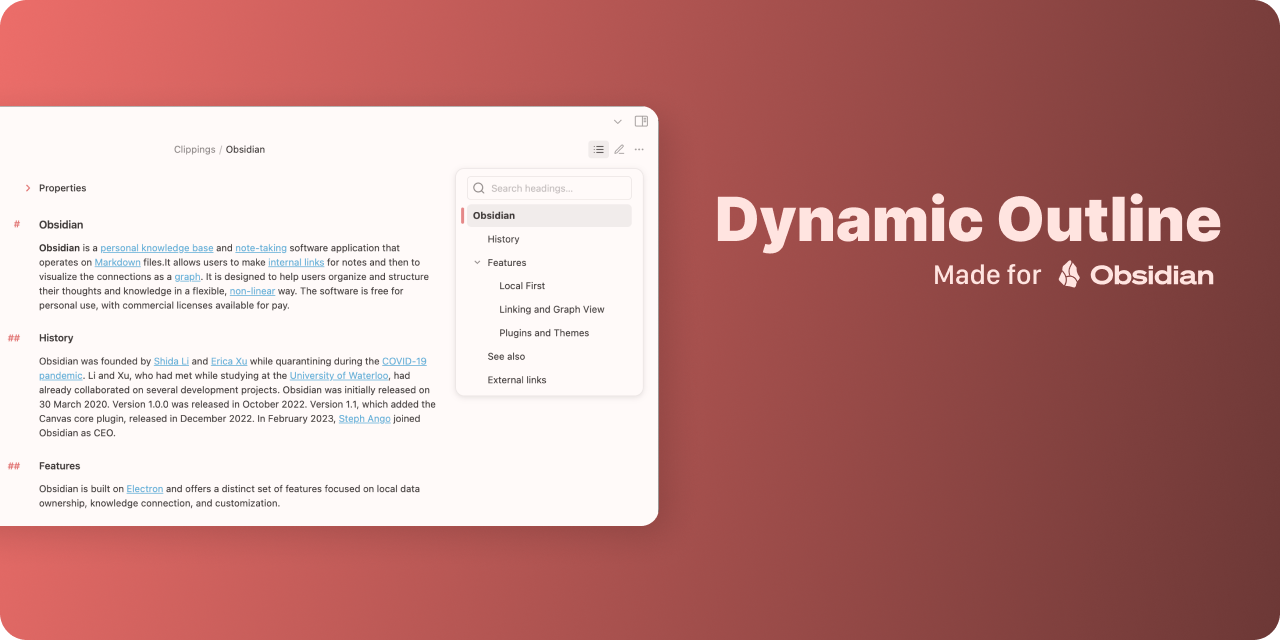 Clippings / Obsidian
Properties
# Obsidian
Obsidian is a personal knowledge base and note-taking software application that
operates on Markdown files.It allows users to make internal links for notes and then to
visualize the connections as a graph. It is designed to help users organize and structure
their thoughts and knowledge in a flexible, non-linear way. The software is free for
personal use, with commercial licenses available for pay.
## History
Obsidian was founded by Shida Li and Erica Xu while quarantining during the COVID-19
pandemic. Li and Xu, who had met while studying at the University of Waterloo, had
already collaborated on several development projects. Obsidian was initially released on
30 March 2020. Version 1.0.0 was released in October 2022. Version 1.1, which added the
Canvas core plugin, released in December 2022. In February 2023, Steph Ango joined
Obsidian as CEO.
## Features
Obsidian is built on Electron and offers a distinct set of features focused on local data
ownership, knowledge connection, and customization.
Search headings...
Obsidian
History
Features
Local First
Linking and Graph View
Plugins and Themes
See also
External links
Dynamic Outline
Made for Obsidian